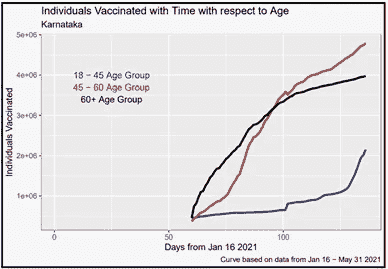 Individuals Vaccinated with Time with respect to Age
Karnataka
5e+06
4e+06
3e+06
2e+06
1e+06
Individuals Vaccinated
18 − 45 Age Group
45 − 60 Age Group
60+ Age Group
0
50
100
Days from Jan 16 2021
Curve based on data from Jan 16 − May 31 2021